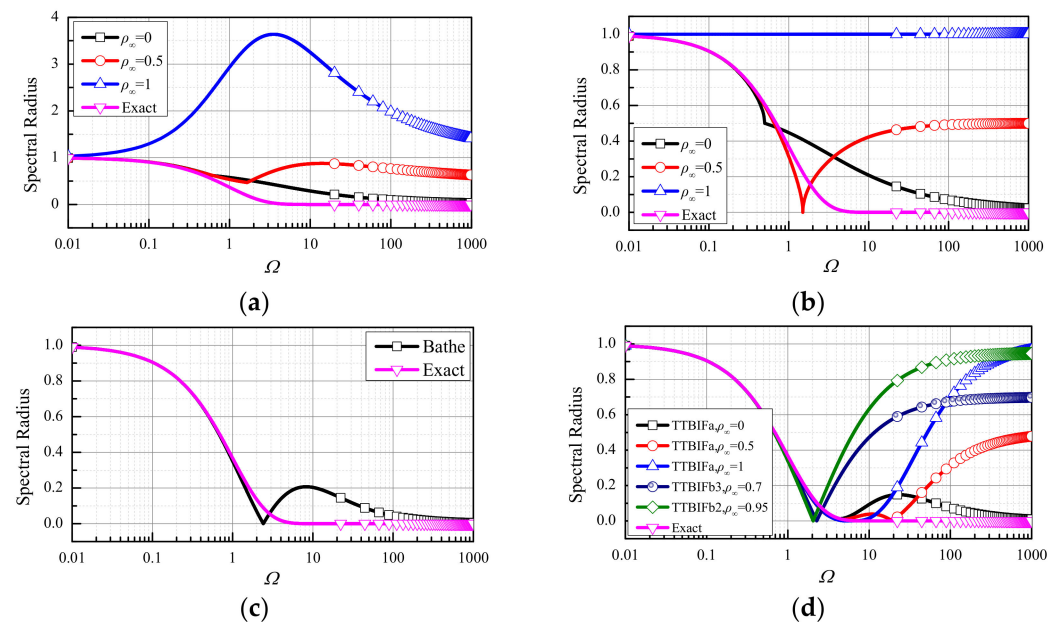 4
3
2
1
0
Spectral Radius
ρ∞=0
ρ∞=0.5
ρ∞=1
Exact
0.01 0.1 1 10 100 1000
Ω
(a)
1.0
0.8
0.6
0.4
0.2
0.0
Spectral Radius
ρ∞=0
ρ∞=0.5
ρ∞=1
Exact
0.01 0.1 1 10 100 1000
Ω
(b)
1.0
0.8
0.6
0.4
0.2
0.0
Spectral Radius
Bathe
Exact
0.01 0.1 1 10 100 1000
Ω
(c)
1.0
0.8
0.6
0.4
0.2
0.0
Spectral Radius
TTBIFa,ρ∞=0
TTBIFa,ρ∞=0.5
TTBIFa,ρ∞=1
TTBIFb3,ρ∞=0.7
TTBIFb2,ρ∞=0.95
Exact
0.01 0.1 1 10 100 1000
Ω
(d)